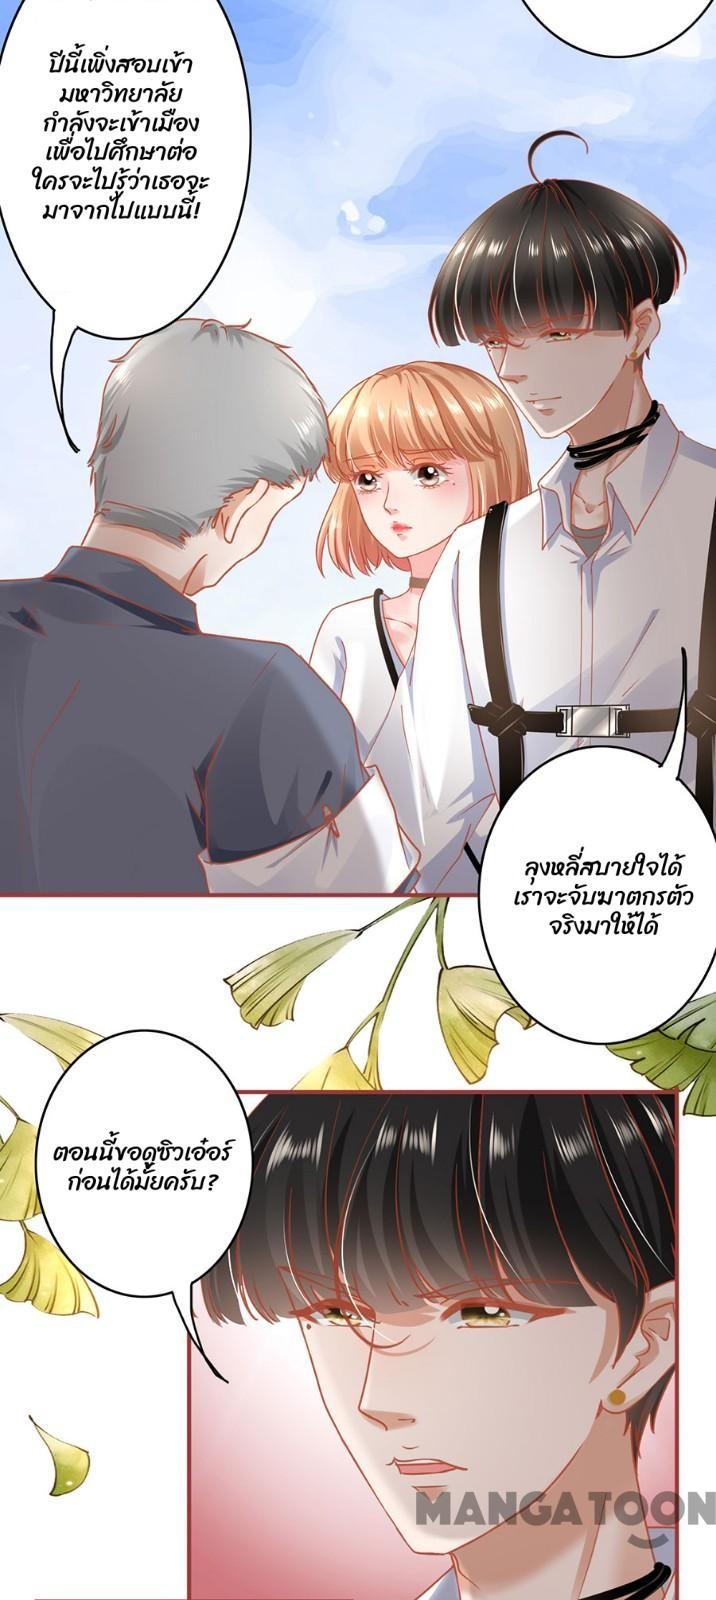 ปีนี้เพิ่งสอบเข้า
มหาวิทยาลัย
กำลังจะเข้าเมือง
เพื่อไปศึกษาต่อ
ใครจะไปรู้ว่าเธอจะ
มาจากไปแบบนี้!
ลุงหลี่สบายใจได้
เราจะจับฆาตกรตัว
จริงมาให้ได้
ตอนนี้ขอดูซิวเอ๋อร์
ก่อนได้มั้ยครับ?
MANGATOON